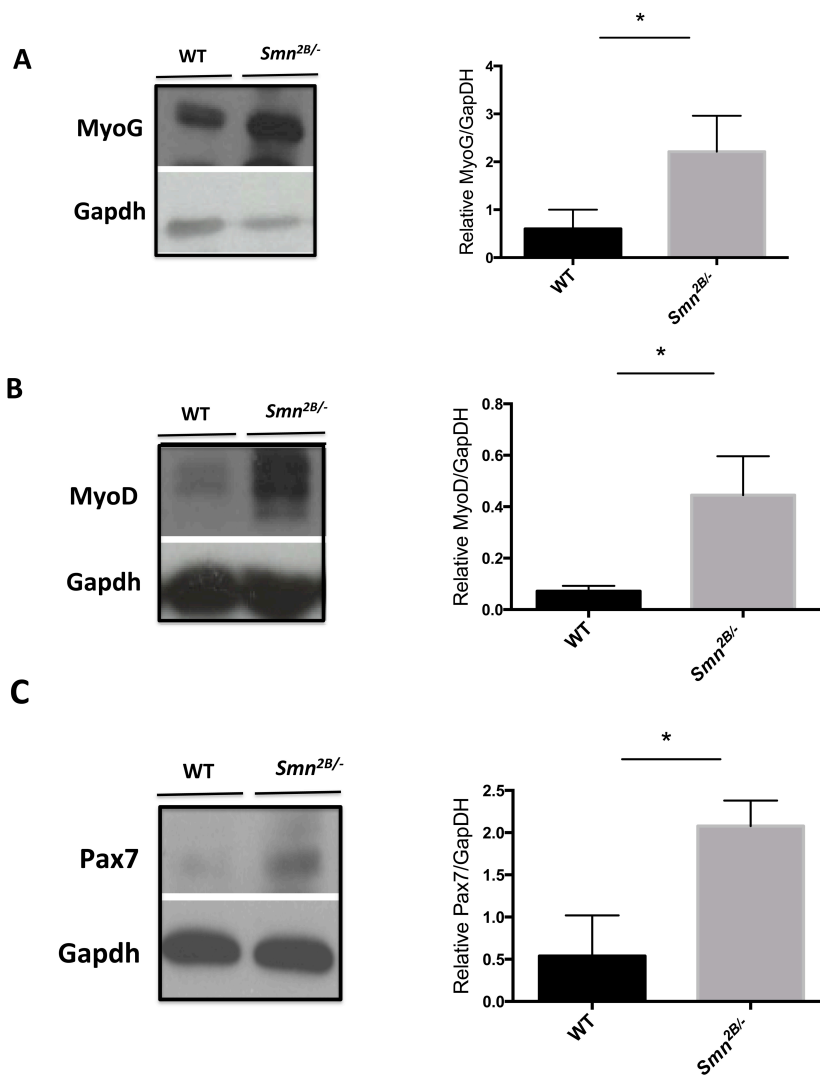 A
WT Smn2B/-
MyoG
Gapdh
*
Relative MyoG/GapDH
4
3
2
1
0
WT
Smn2B/-
B
WT Smn2B/-
MyoD
Gapdh
*
Relative MyoD/GapDH
0.8
0.6
0.4
0.2
0.0
WT
Smn2B/-
C
WT Smn2B/-
Pax7
Gapdh
*
Relative Pax7/GapDH
2.5
2.0
1.5
1.0
0.5
0.0
WT
Smn2B/-